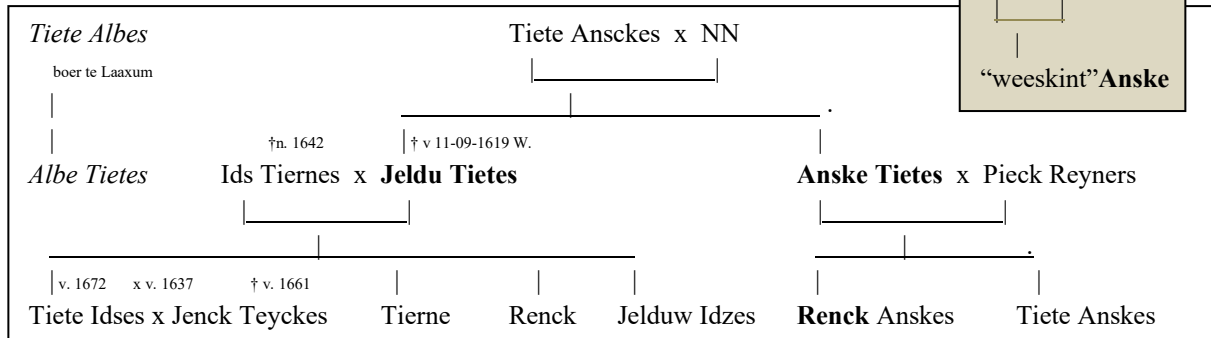 Tiete Albes Tiete Ansckes x NN
boer te Laaxum
“weeskint”Anske
†n. 1642 † v 11-09-1619 W.
Albe Tietes Ids Tiernes x Jeldu Tietes Anske Tietes x Pieck Reyners
v. 1672 x v. 1637 † v. 1661
Tiete Idses x Jenck Teyckes Tierne Renck Jelduw Idzes Renck Anskes Tiete Anskes